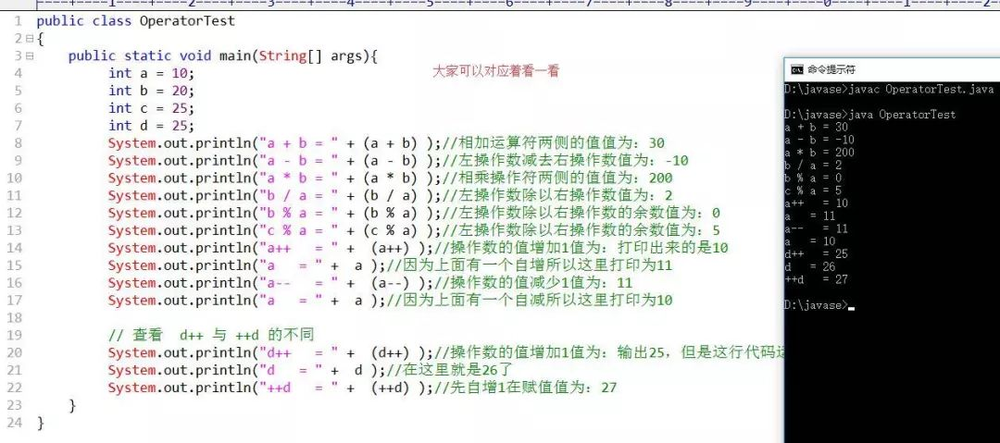 ├----+----1----+----2----+----3----+----4----+----5----+----6----+----7----+----8----+----9----+----0----+----1----+----2
1 public class OperatorTest
2 {
3 public static void main(String[] args){
大家可以对应着看一看
4 int a = 10;
5 int b = 20;
6 int c = 25;
7 int d = 25;
8 System.out.println("a + b = " + (a + b) );//相加运算符两侧的值值为：30
9 System.out.println("a - b = " + (a - b) );//左操作数减去右操作数值为：-10
10 System.out.println("a * b = " + (a * b) );//相乘操作符两侧的值值为：200
11 System.out.println("b / a = " + (b / a) );//左操作数除以右操作数值为：2
12 System.out.println("b % a = " + (b % a) );//左操作数除以右操作数的余数值为：0
13 System.out.println("c % a = " + (c % a) );//左操作数除以右操作数的余数值为：5
14 System.out.println("a++   = " +  (a++) );//操作数的值增加1值为：打印出来的是10
15 System.out.println("a   = " +  a );//因为上面有一个自增所以这里打印为11
16 System.out.println("a--   = " +  (a--) );//操作数的值减少1值为：11
17 System.out.println("a   = " +  a );//因为上面有一个自减所以这里打印为10
18
19 // 查看  d++ 与 ++d 的不同
20 System.out.println("d++   = " +  (d++) );//操作数的值增加1值为：输出25，但是这行代码运
21 System.out.println("d   = " +  d );//在这里就是26了
22 System.out.println("++d   = " +  (++d) );//先自增1在赋值值为：27
23 }
24 }
命令提示符
D:\javase>javac OperatorTest.java
D:\javase>java OperatorTest
a + b = 30
a - b = -10
a * b = 200
b / a = 2
b % a = 0
c % a = 5
a++   = 10
a   = 11
a--   = 11
a   = 10
d++   = 25
d   = 26
++d   = 27
D:\javase>